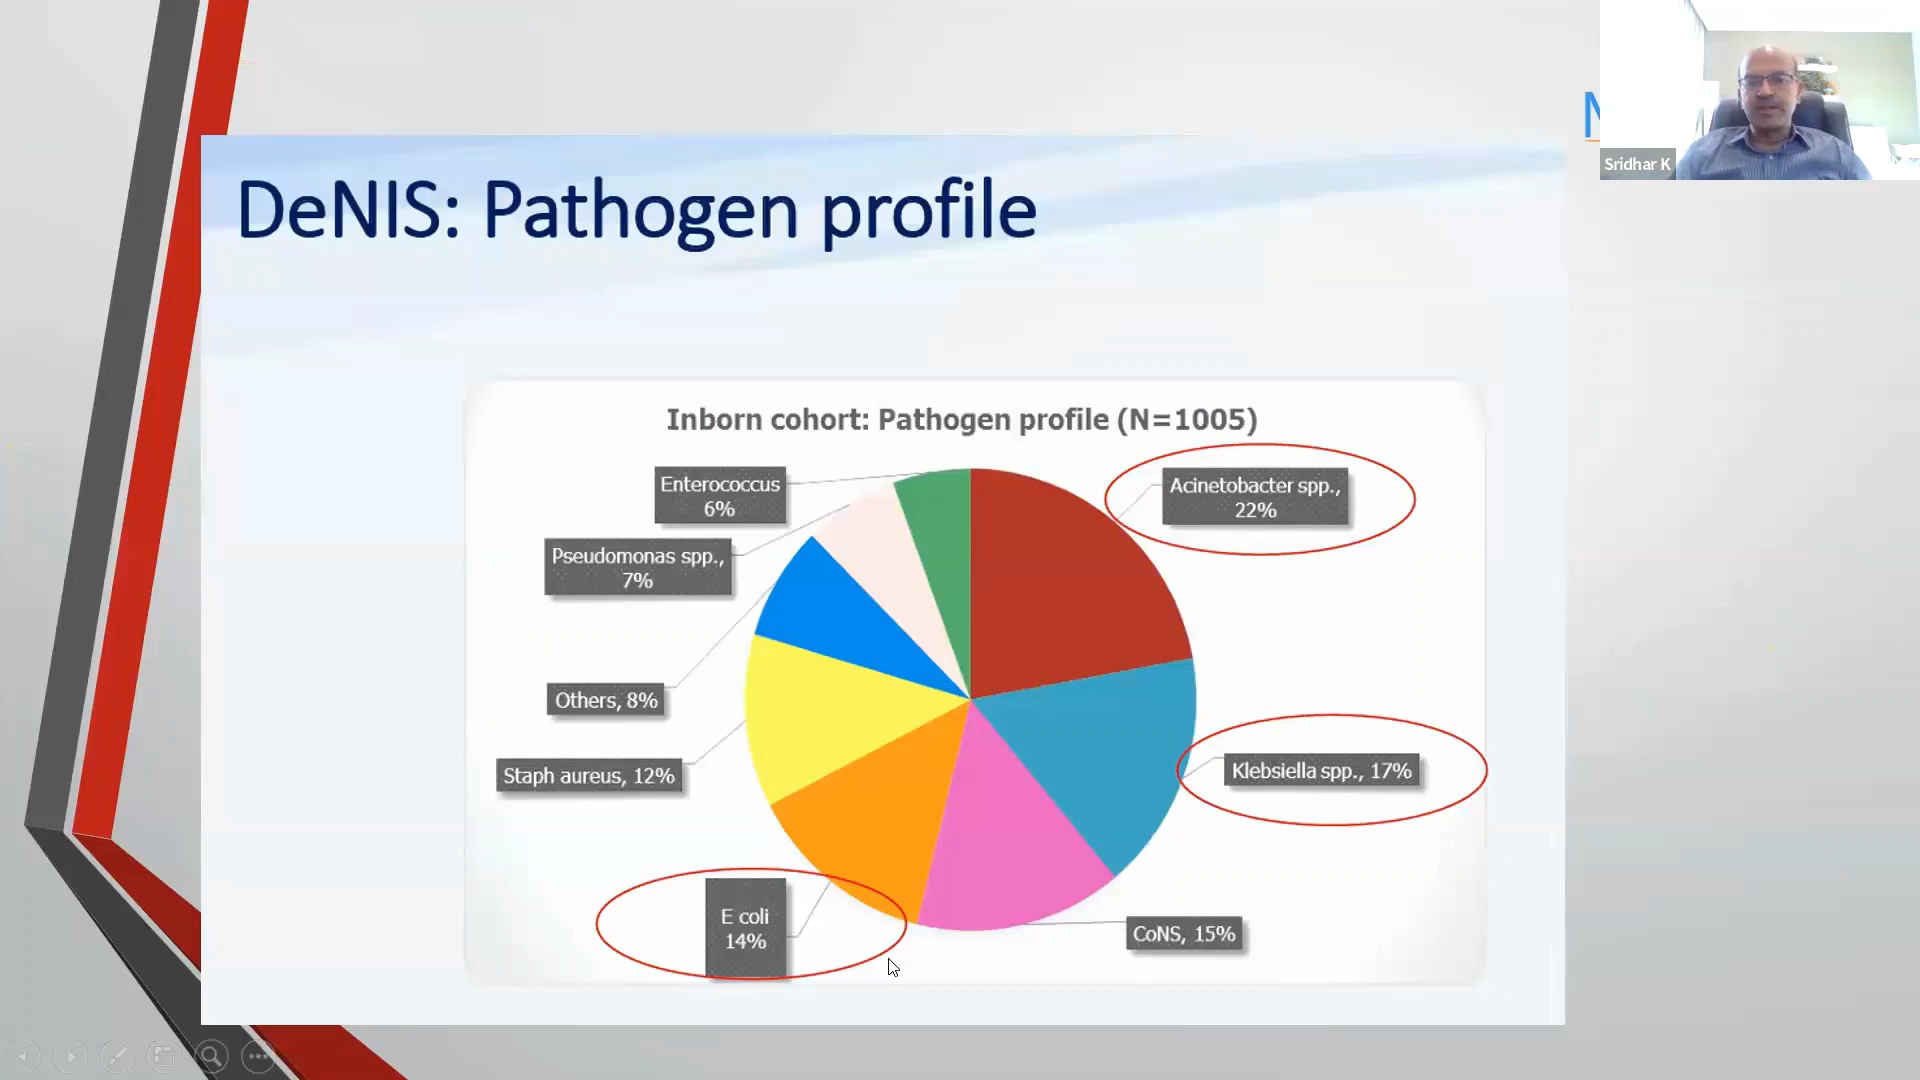 Sridhar K
DeNIS: Pathogen profile
Inborn cohort: Pathogen profile (N=1005)
Enterococcus
6%
Acinetobacter spp.,
22%
Pseudomonas spp.,
7%
Others, 8%
Staph aureus, 12%
Klebsiella spp., 17%
E coli
14%
CoNS, 15%